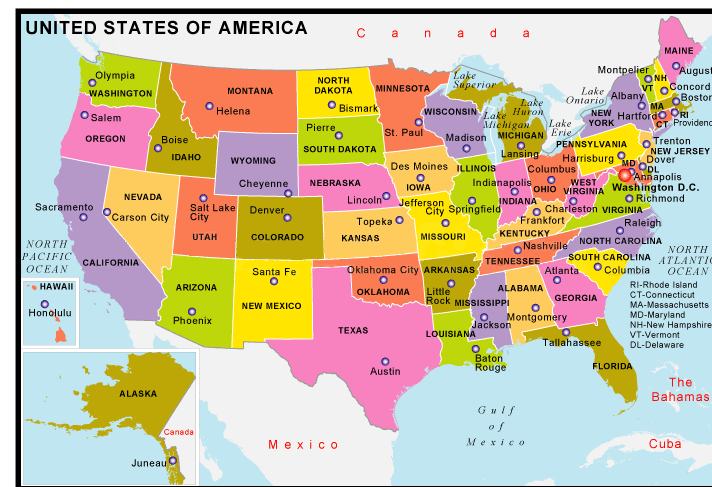 UNITED STATES OF AMERICA
C a n a d a
Olympia
WASHINGTON
Salem
OREGON
Boise
IDAHO
MONTANA
Helena
WYOMING
Cheyenne
NORTH
DAKOTA
Bismark
Pierre
SOUTH DAKOTA
NEBRASKA
Lincoln
MINNESOTA
St. Paul
Lake
Superior
WISCONSIN
Madison
Lake
Michigan
Lake
Huron
MICHIGAN
Lansing
Lake
Erie
Lake
Ontario
MAINE
August
Montpelier
NH
VT
Concord
Albany
MA
Boston
Hartford
CT
RI
Providenc
NEW
YORK
PENNSYLVANIA
Harrisburg
Trenton
NEW JERSEY
MD
Dover
DL
Annapolis
Washington D.C.
Richmond
VIRGINIA
WEST
VIRGINIA
Charleston
Columbus
OHIO
Indianapolis
INDIANA
ILLINOIS
Springfield
Des Moines
IOWA
Jefferson
City
MISSOURI
Topeka
KANSAS
Denver
COLORADO
Salt Lake
City
UTAH
NEVADA
Carson City
Sacramento
CALIFORNIA
NORTH
PACIFIC
OCEAN
Frankfort
KENTUCKY
Nashville
TENNESSEE
Raleigh
NORTH CAROLINA
SOUTH CAROLINA
Columbia
NORTH
ATLANTIC
OCEAN
ARIZONA
Phoenix
Santa Fe
NEW MEXICO
Oklahoma City
OKLAHOMA
ARKANSAS
Little
Rock
MISSISSIPPI
Jackson
ALABAMA
Montgomery
Atlanta
GEORGIA
TEXAS
Austin
LOUISIANA
Baton
Rouge
Tallahassee
FLORIDA
RI-Rhode Island
CT-Connecticut
MA-Massachusetts
MD-Maryland
NH-New Hampshire
VT-Vermont
DL-Delaware
HAWAII
Honolulu
ALASKA
Canada
Juneau
M e x i c o
Gulf
of
Mexico
The
Bahamas
Cuba